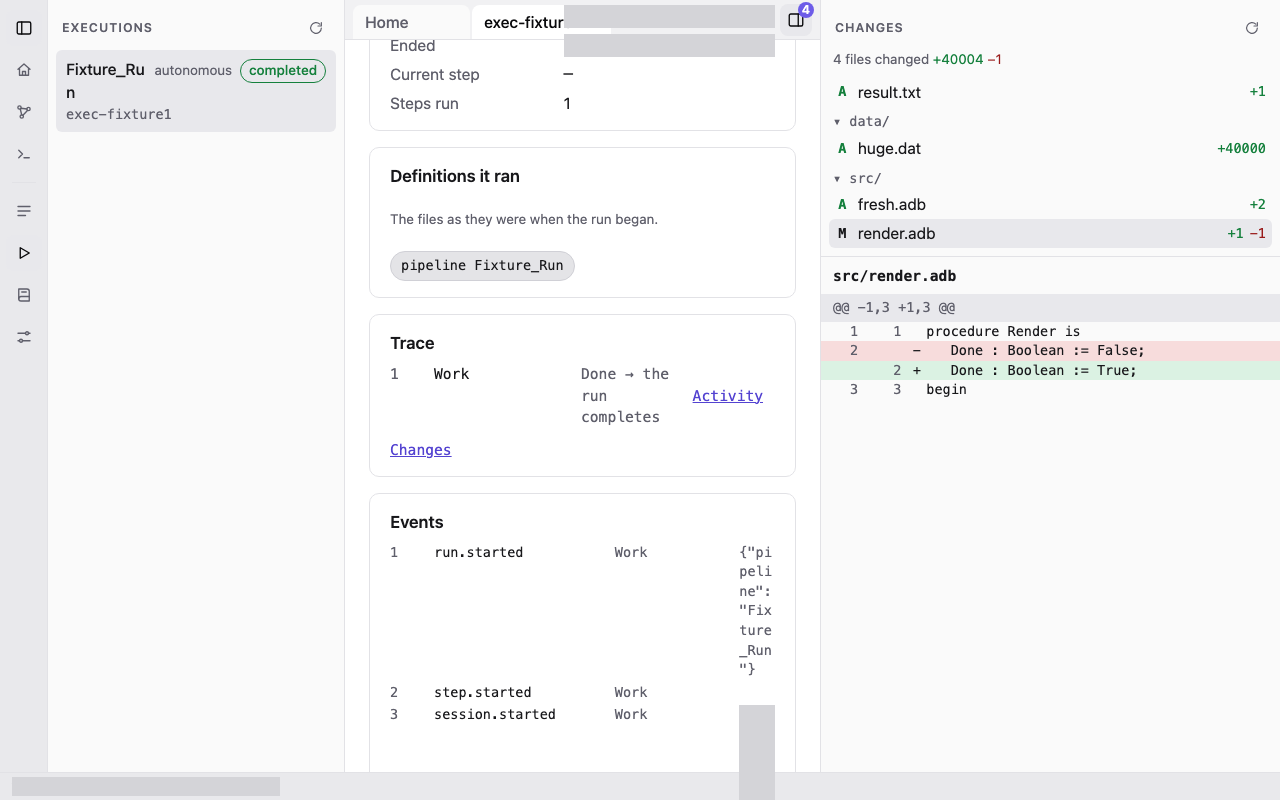 EXECUTIONS
Fixture_Ru
n
autonomous
completed
exec-fixture1
Home
exec-fixtur
4
Ended
Current step –
Steps run 1
Definitions it ran
The files as they were when the run began.
pipeline Fixture_Run
Trace
1 Work Done → the
run
completes
Activity
Changes
Events
1 run.started Work {"pi
peli
ne":
"Fix
ture
_Run
"}
2 step.started Work
3 session.started Work
CHANGES
4 files changed +40004 −1
A result.txt +1
▾ data/
A huge.dat +40000
▾ src/
A fresh.adb +2
M render.adb +1 −1
src/render.adb
@@ −1,3 +1,3 @@
1 1 procedure Render is
2 − Done : Boolean := False;
2 + Done : Boolean := True;
3 3 begin